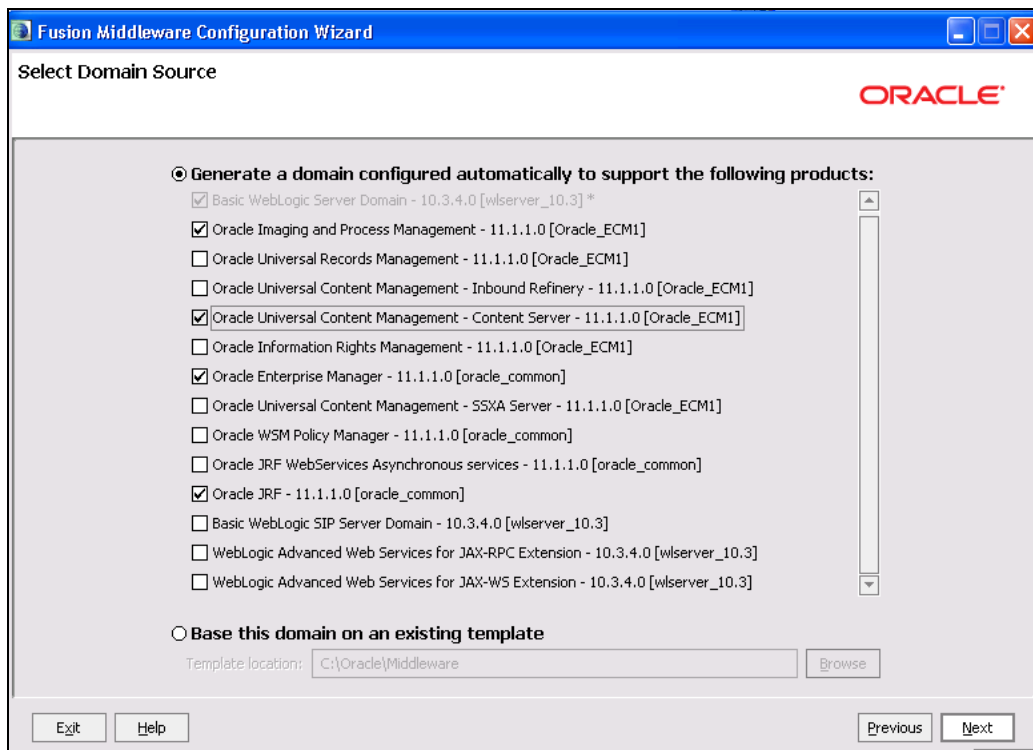 Fusion Middleware Configuration Wizard
Select Domain Source
ORACLE
Generate a domain configured automatically to support the following products:
Basic WebLogic Server Domain - 10.3.4.0 [wlserver_10.3] *
Oracle Imaging and Process Management - 11.1.1.0 [Oracle_ECM1]
Oracle Universal Records Management - 11.1.1.0 [Oracle_ECM1]
Oracle Universal Content Management - Inbound Refinery - 11.1.1.0 [Oracle_ECM1]
Oracle Universal Content Management - Content Server - 11.1.1.0 [Oracle_ECM1]
Oracle Information Rights Management - 11.1.1.0 [Oracle_ECM1]
Oracle Enterprise Manager - 11.1.1.0 [oracle_common]
Oracle Universal Content Management - SSXA Server - 11.1.1.0 [Oracle_ECM1]
Oracle WSM Policy Manager - 11.1.1.0 [oracle_common]
Oracle JRF WebServices Asynchronous services - 11.1.1.0 [oracle_common]
Oracle JRF - 11.1.1.0 [oracle_common]
Basic WebLogic SIP Server Domain - 10.3.4.0 [wlserver_10.3]
WebLogic Advanced Web Services for JAX-RPC Extension - 10.3.4.0 [wlserver_10.3]
WebLogic Advanced Web Services for JAX-WS Extension - 10.3.4.0 [wlserver_10.3]
Base this domain on an existing template
Template location: C:\Oracle\Middleware Browse
Exit Help Previous Next